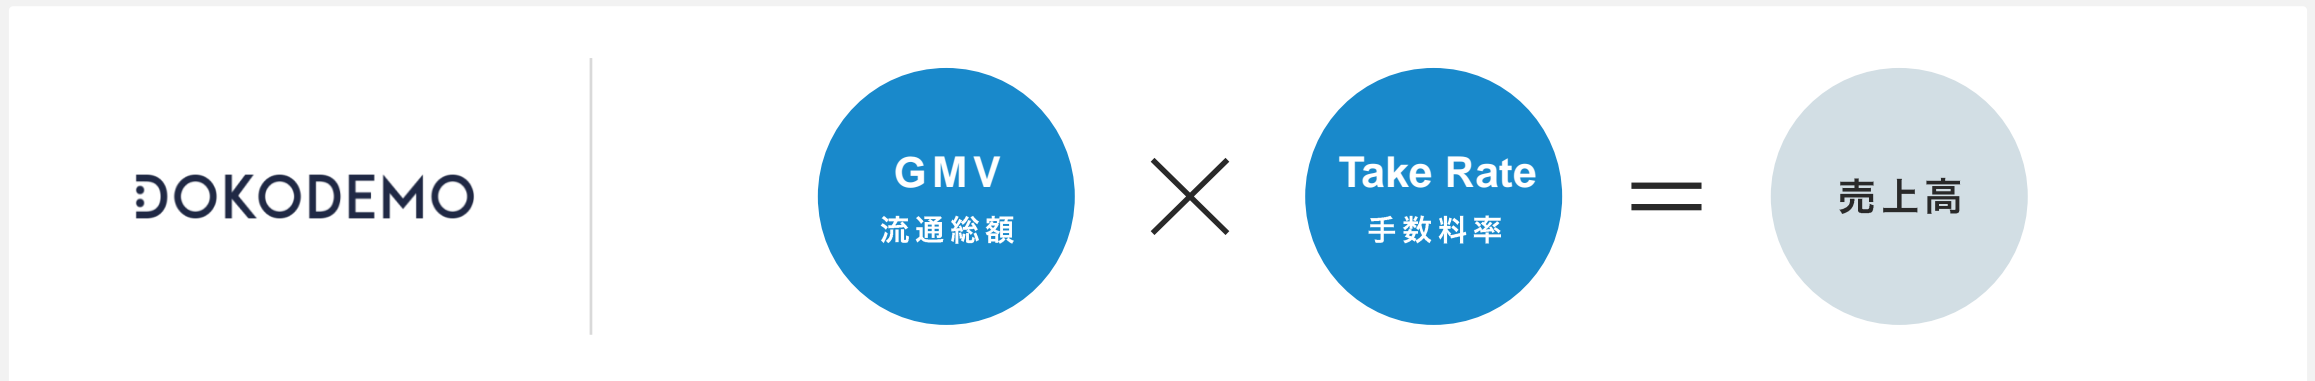 DOKODEMO
GMV
流通総額
×
Take Rate
手数料率
=
売上高